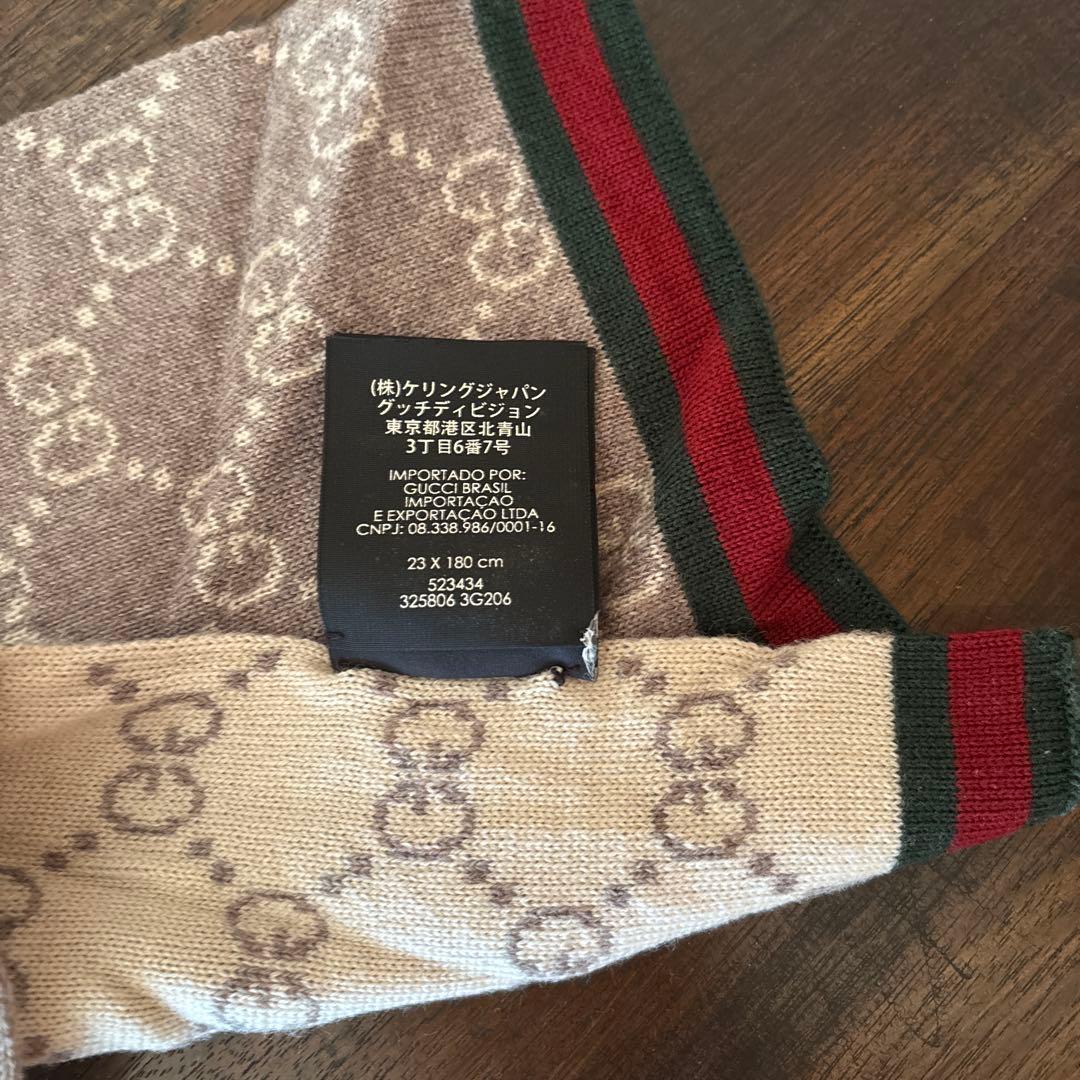 (株)ケリングジャパン
グッチディビジョン
東京都港区北青山
3丁目6番7号
IMPORTADO POR:
GUCCI BRASIL
IMPORTAÇAO
E EXPORTAÇAO LTDA
CNPJ: 08.338.986/0001-16
23 X 180 cm
523434
325806 3G206